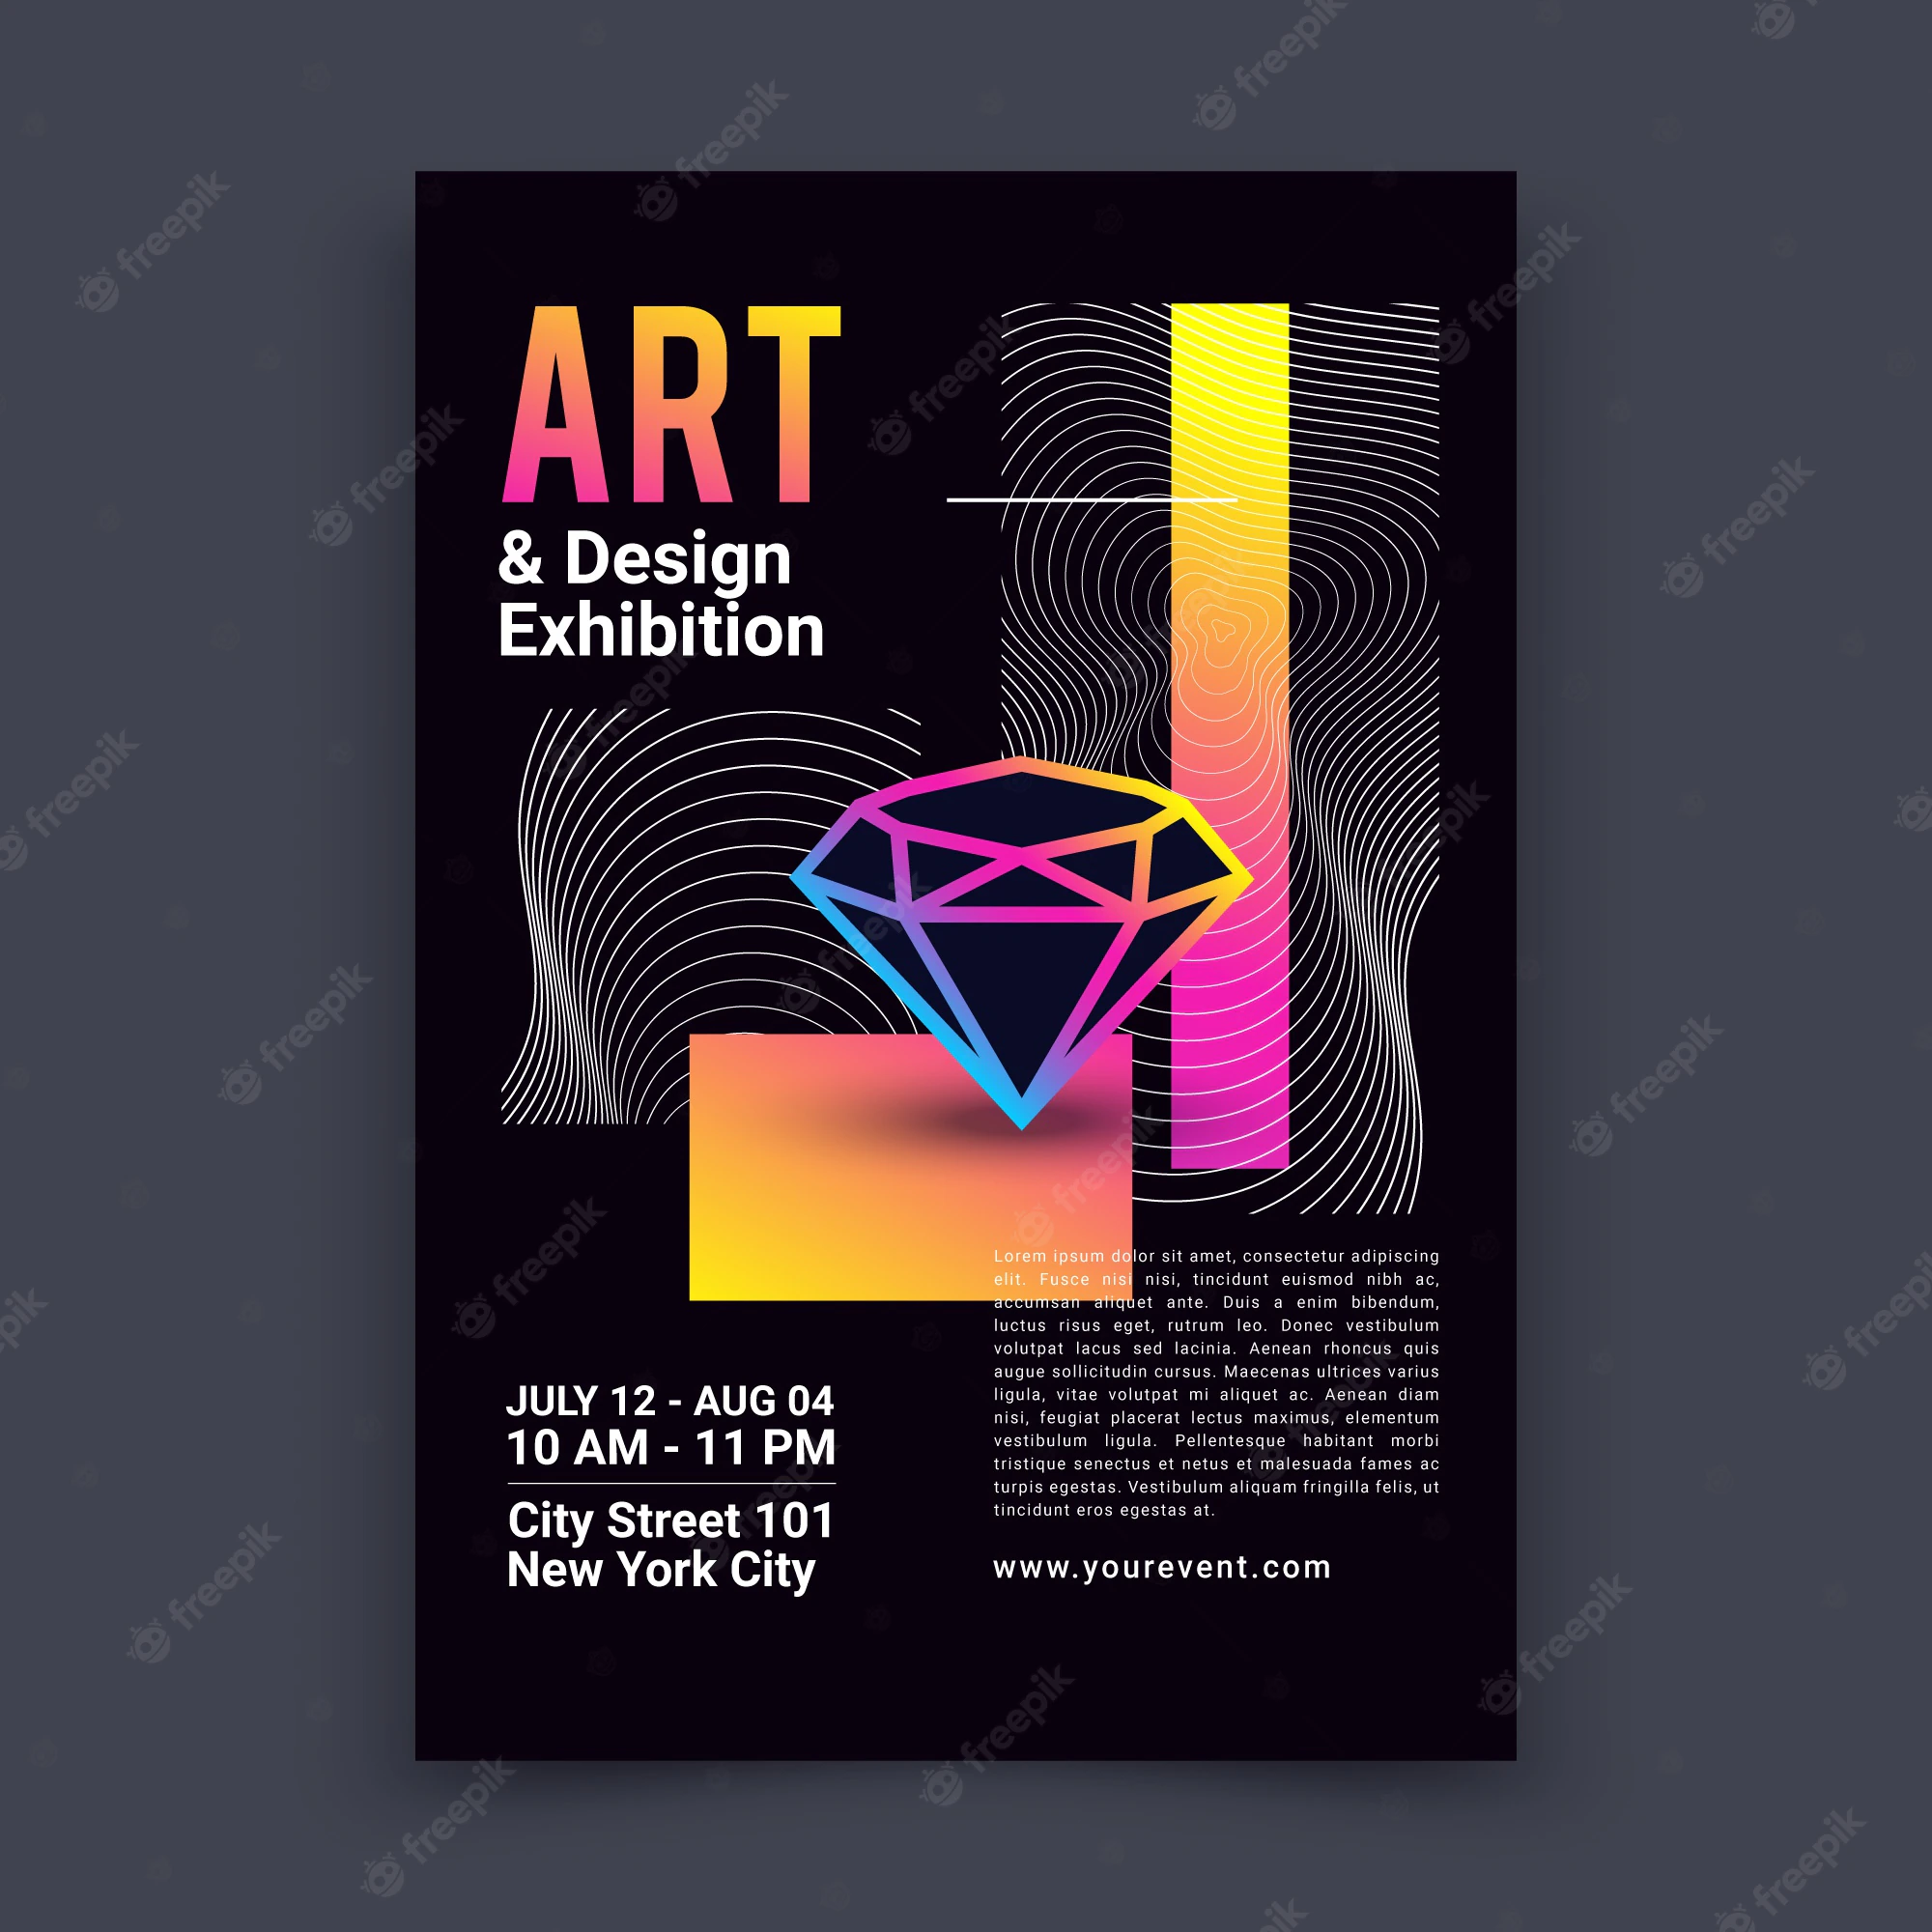 ART
& Design
Exhibition
Lorem ipsum dolor sit amet, consectetur adipiscing
elit. Fusce nisi nisi, tincidunt euismod nibh ac,
accumsan aliquet ante. Duis a enim bibendum,
luctus risus eget, rutrum leo. Donec vestibulum
volutpat lacus sed lacinia. Aenean rhoncus quis
augue sollicitudin cursus. Maecenas ultrices varius
ligula, vitae volutpat mi aliquet ac. Aenean diam
nisi, feugiat placerat lectus maximus, elementum
vestibulum ligula. Pellentesque habitant morbi
tristique senectus et netus et malesuada fames ac
turpis egestas. Vestibulum aliquam fringilla felis, ut
tincidunt eros egestas at.
www.yourevent.com
JULY 12 - AUG 04
10 AM - 11 PM
City Street 101
New York City
freepik